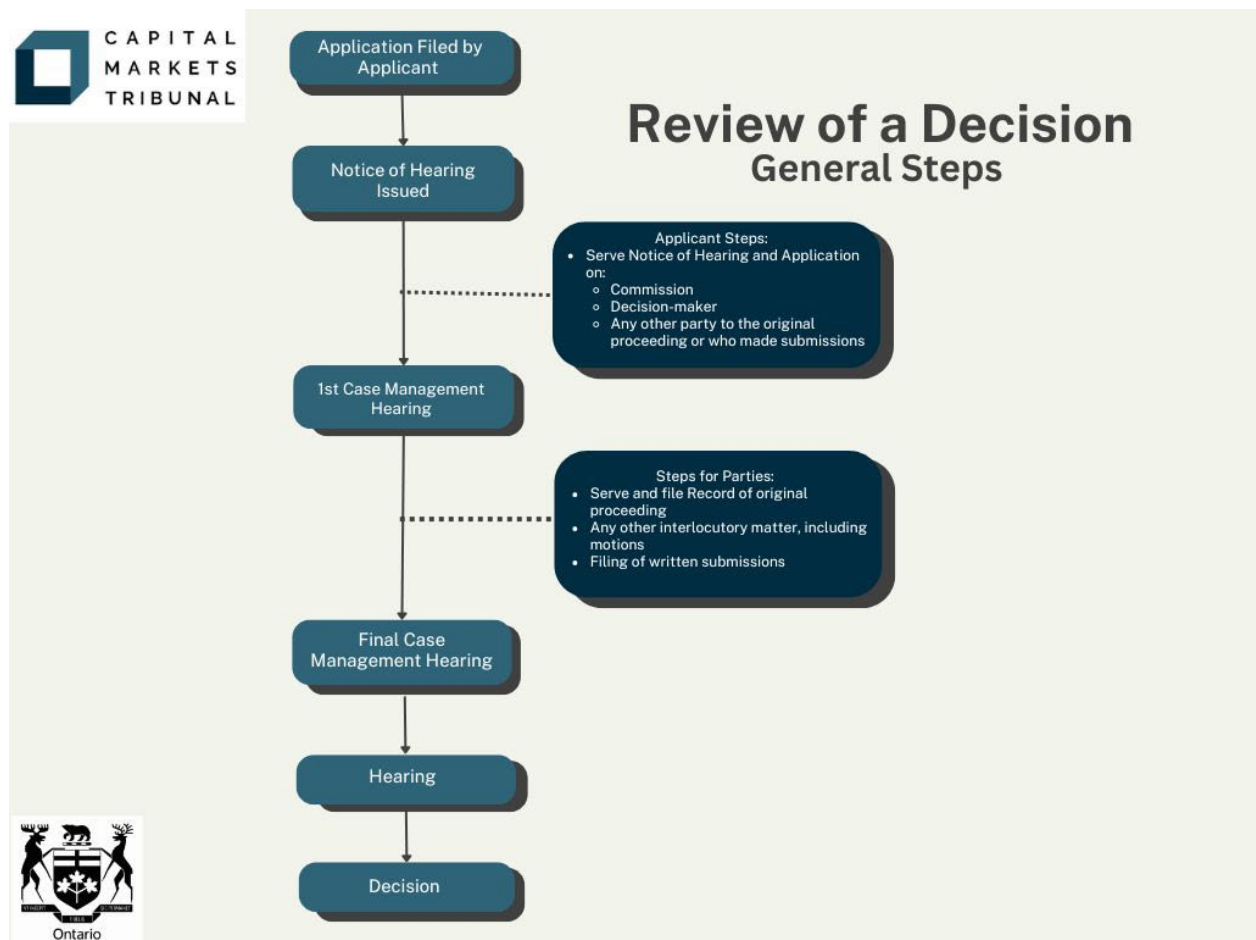 CAPITAL
MARKETS
TRIBUNAL
Review of a Decision
General Steps
Application Filed by
Applicant
Notice of Hearing
Issued
Applicant Steps:
• Serve Notice of Hearing and Application
on:
○ Commission
○ Decision-maker
○ Any other party to the original
proceeding or who made submissions
1st Case Management
Hearing
Steps for Parties:
• Serve and file Record of original
proceeding
• Any other interlocutory matter, including
motions
• Filing of written submissions
Final Case
Management Hearing
Hearing
Decision
Ontario